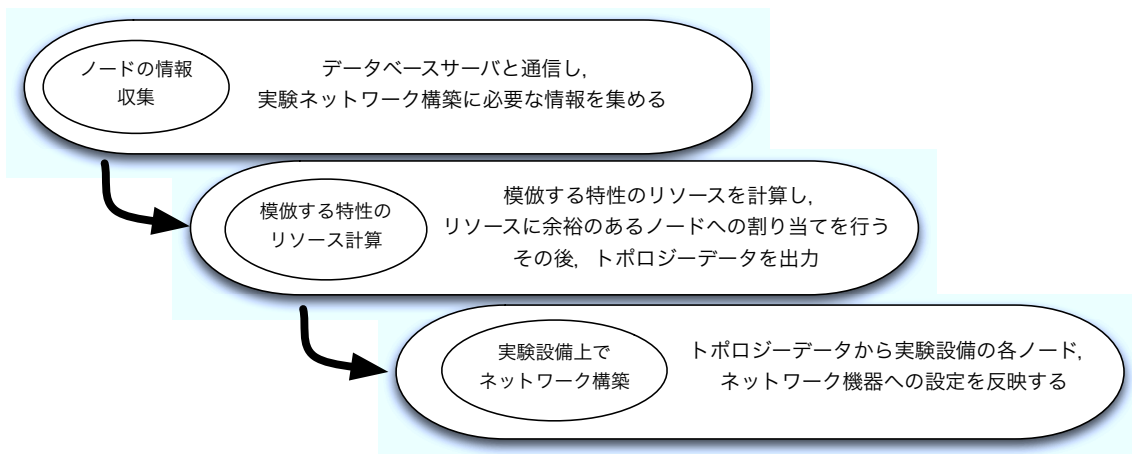 ノードの情報
収集
データベースサーバと通信し,
実験ネットワーク構築に必要な情報を集める
模倣する特性の
リソース計算
模倣する特性のリソースを計算し,
リソースに余裕のあるノードへの割り当てを行う
その後, トポロジーデータを出力
実験設備上で
ネットワーク構築
トポロジーデータから実験設備の各ノード,
ネットワーク機器への設定を反映する